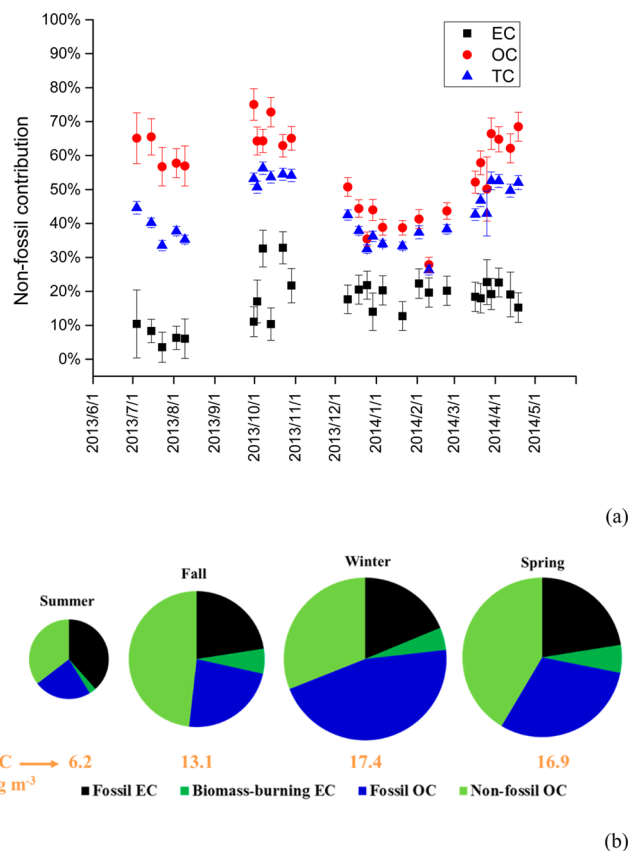 100%
90%
80%
70%
60%
50%
40%
30%
20%
10%
0%
Non-fossil contribution
EC
OC
TC
2013/6/1
2013/7/1
2013/8/1
2013/9/1
2013/10/1
2013/11/1
2013/12/1
2014/1/1
2014/2/1
2014/3/1
2014/4/1
2014/5/1
(a)
Summer
Fall
Winter
Spring
C 6.2 13.1 17.4 16.9
g m-3
Fossil EC Biomass-burning EC Fossil OC Non-fossil OC
(b)